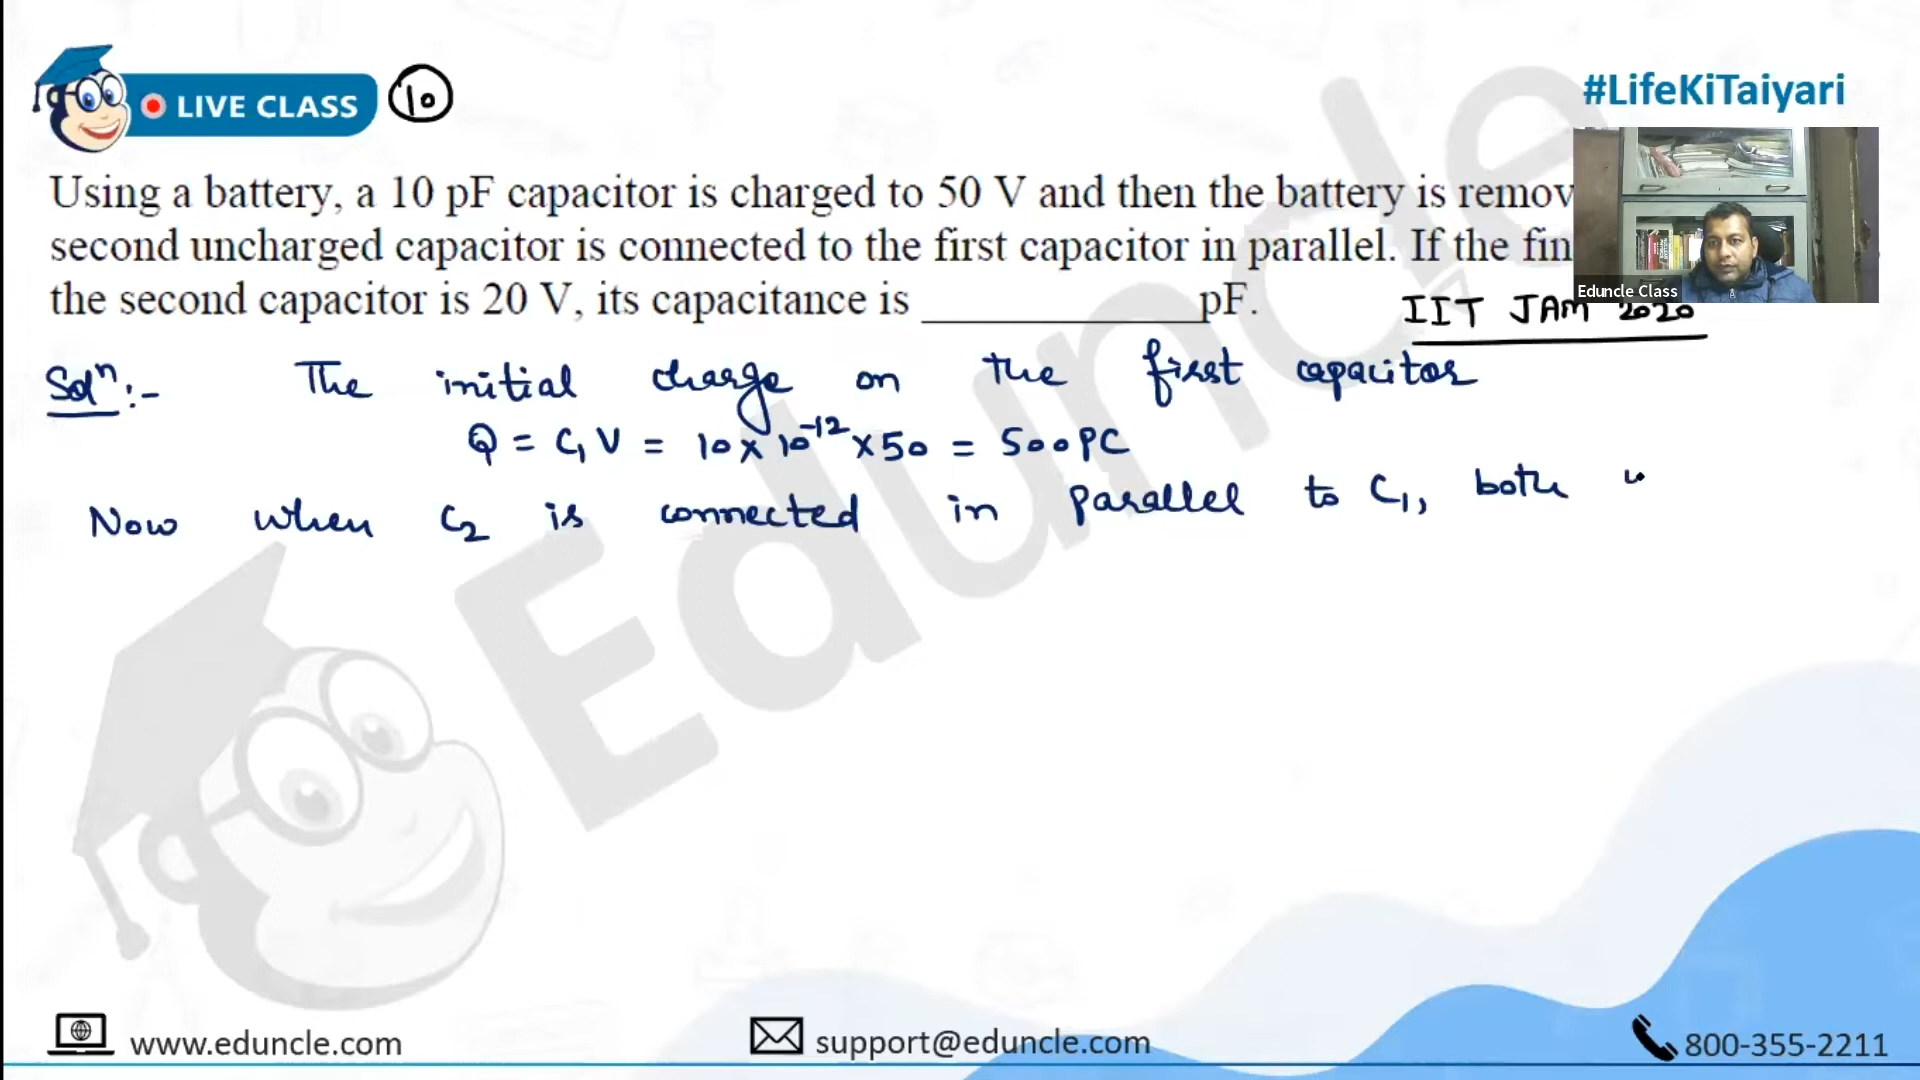 LIVE CLASS
10
#LifeKiTaiyari
Using a battery, a 10 pF capacitor is charged to 50 V and then the battery is remov
second uncharged capacitor is connected to the first capacitor in parallel. If the fin
the second capacitor is 20 V, its capacitance is ____________pF.
Eduncle Class
IIT JAM 2020
Solⁿ:- The initial charge on the first capacitor
Q = C₁V = 10 x 10⁻¹² x 50 = 500PC
Now when C₂ is connected in parallel to C₁, both
Eduncle
www.eduncle.com
support@eduncle.com
800-355-2211